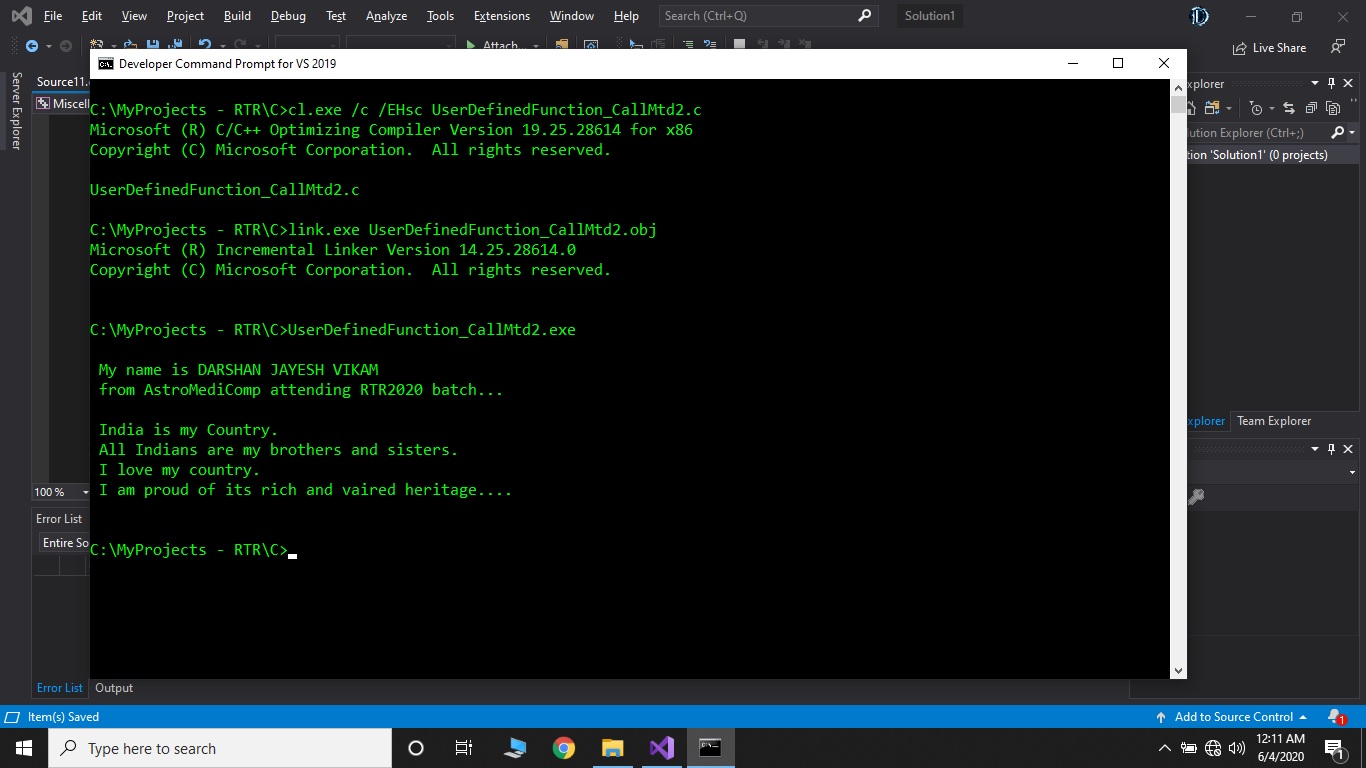 File Edit View Project Build Debug Test Analyze Tools Extensions Window Help Search (Ctrl+Q) Solution1
Attach... Live Share
Developer Command Prompt for VS 2019
Server Explorer
Source11.
Miscell
C:\MyProjects - RTR\C>cl.exe /c /EHsc UserDefinedFunction_CallMtd2.c
Microsoft (R) C/C++ Optimizing Compiler Version 19.25.28614 for x86
Copyright (C) Microsoft Corporation.  All rights reserved.
UserDefinedFunction_CallMtd2.c
C:\MyProjects - RTR\C>link.exe UserDefinedFunction_CallMtd2.obj
Microsoft (R) Incremental Linker Version 14.25.28614.0
Copyright (C) Microsoft Corporation.  All rights reserved.
C:\MyProjects - RTR\C>UserDefinedFunction_CallMtd2.exe
My name is DARSHAN JAYESH VIKAM
from AstroMediComp attending RTR2020 batch...
India is my Country.
All Indians are my brothers and sisters.
I love my country.
I am proud of its rich and vaired heritage....
C:\MyProjects - RTR\C>
xplorer
lution Explorer (Ctrl+;)
tion 'Solution1' (0 projects)
xplorer Team Explorer
100 %
Error List
Entire So
Error List Output
Item(s) Saved Add to Source Control 1
Type here to search
12:11 AM
6/4/2020
1